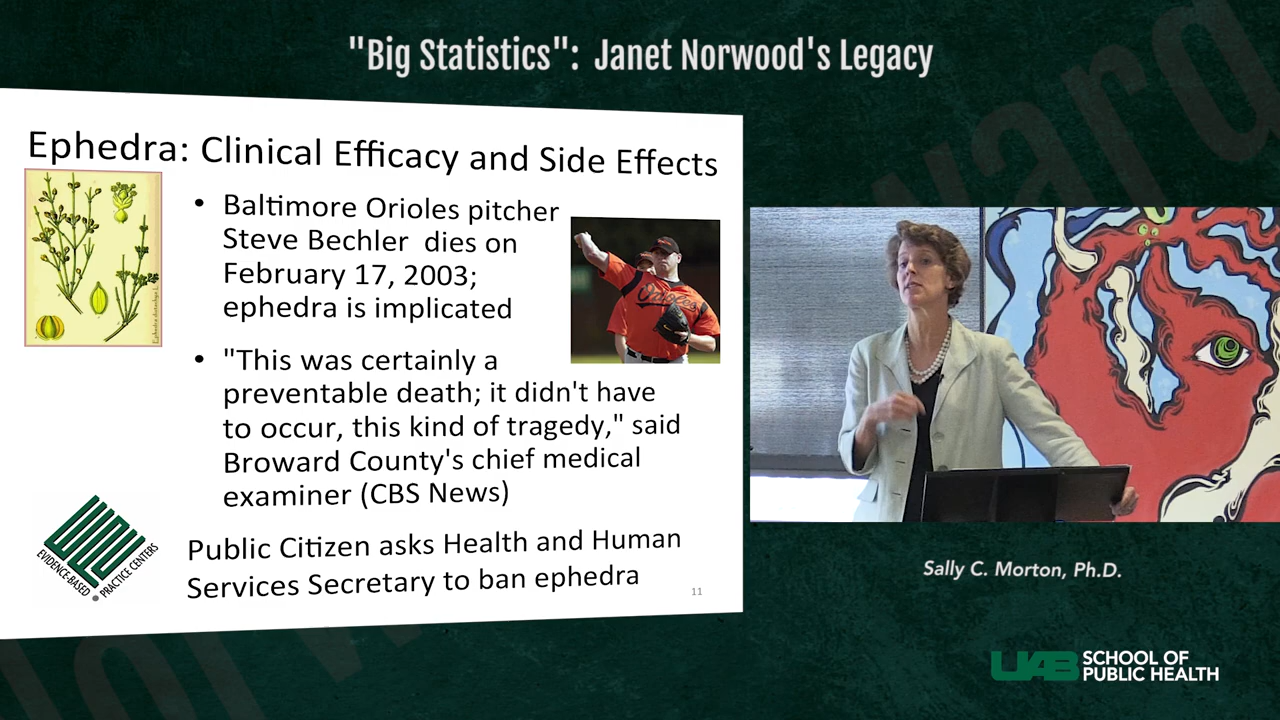 "Big Statistics": Janet Norwood's Legacy
Ephedra: Clinical Efficacy and Side Effects
• Baltimore Orioles pitcher
Steve Bechler dies on
February 17, 2003;
ephedra is implicated
• "This was certainly a
preventable death; it didn't have
to occur, this kind of tragedy," said
Broward County's chief medical
examiner (CBS News)
Public Citizen asks Health and Human
Services Secretary to ban ephedra
11
EVIDENCE-BASED
PRACTICE CENTERS
Orioles
Sally C. Morton, Ph.D.
UAB SCHOOL OF
PUBLIC HEALTH